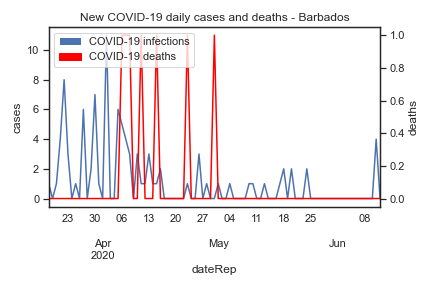 New COVID-19 daily cases and deaths - Barbados
COVID-19 infections
COVID-19 deaths
10
8
6
4
2
0
cases
1.0
0.8
0.6
0.4
0.2
0.0
deaths
23 30 06 13 20 27 04 11 18 25 08
Apr May Jun
2020
dateRep